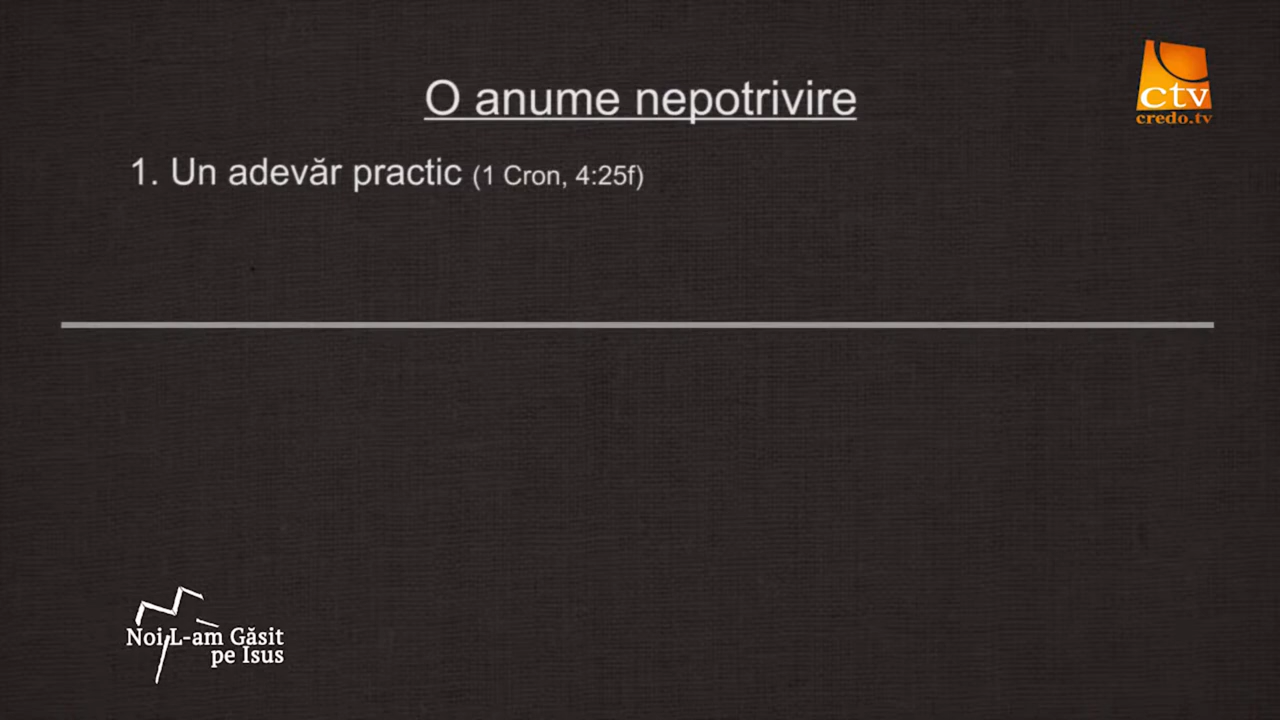 O anume nepotrivire
1. Un adevăr practic (1 Cron, 4:25f)
ctv
credo.tv
Noi L-am Găsit
pe Isus